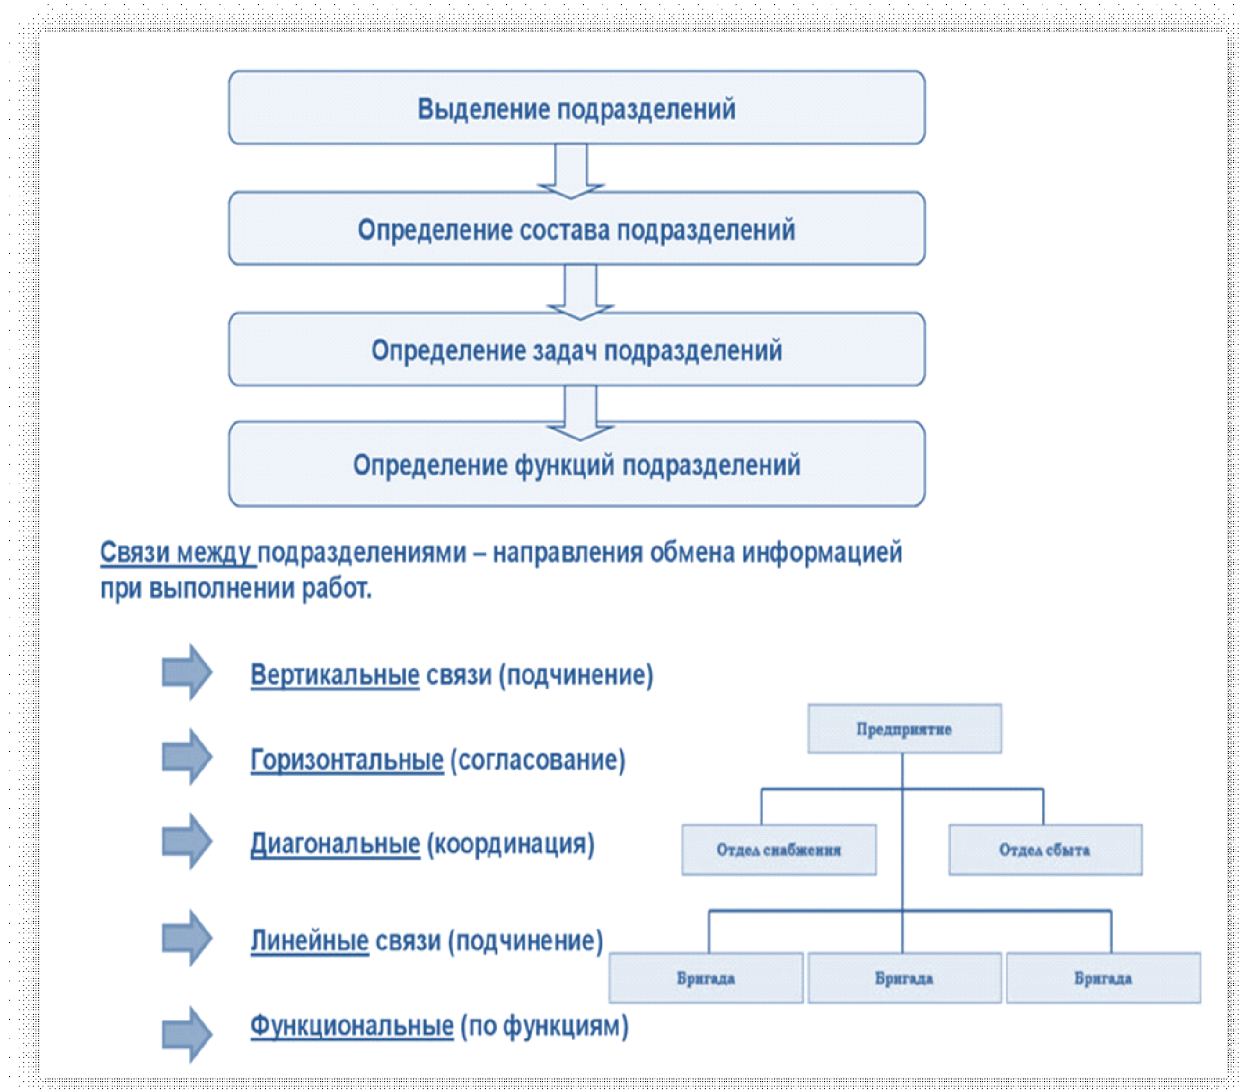 Выделение подразделений
Определение состава подразделений
Определение задач подразделений
Определение функций подразделений
Связи между подразделениями – направления обмена информацией
при выполнении работ.
Вертикальные связи (подчинение)
Горизонтальные (согласование)
Диагональные (координация)
Линейные связи (подчинение)
Функциональные (по функциям)
Предприятие
Отдел снабжения
Отдел сбыта
Бригада
Бригада
Бригада